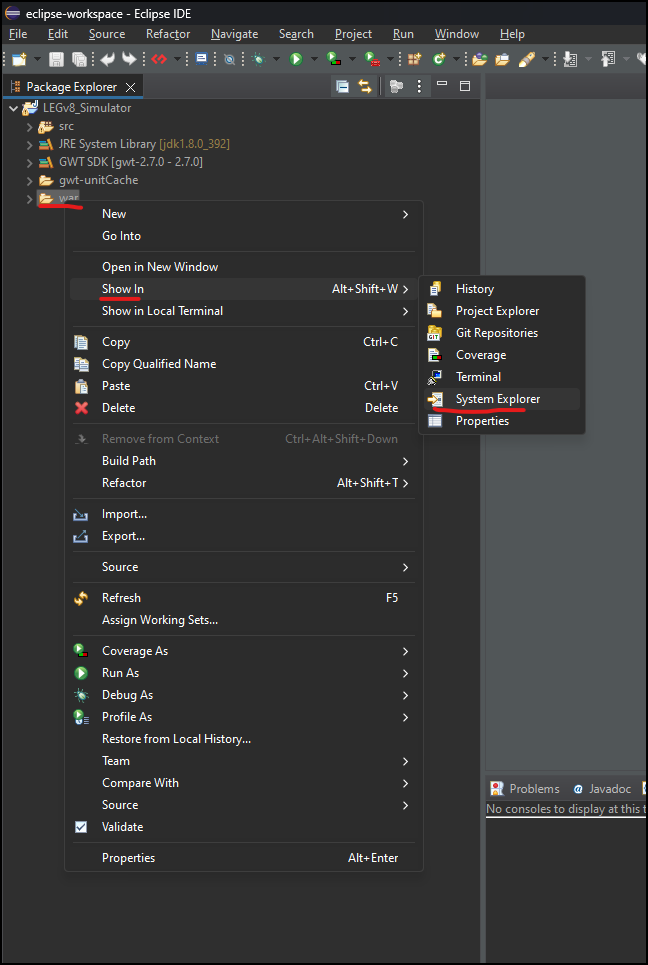 eclipse-workspace - Eclipse IDE
File Edit Source Refactor Navigate Search Project Run Window Help
Package Explorer
LEGv8_Simulator
src
JRE System Library [jdk1.8.0_392]
GWT SDK [gwt-2.7.0 - 2.7.0]
gwt-unitCache
war
New
Go Into
Open in New Window
Show In Alt+Shift+W
Show in Local Terminal
Copy Ctrl+C
Copy Qualified Name
Paste Ctrl+V
Delete Delete
Remove from Context Ctrl+Alt+Shift+Down
Build Path
Refactor Alt+Shift+T
Import...
Export...
Source
Refresh F5
Assign Working Sets...
Coverage As
Run As
Debug As
Profile As
Restore from Local History...
Team
Compare With
Source
Validate
Properties Alt+Enter
History
Project Explorer
GIT
Git Repositories
Coverage
Terminal
System Explorer
Properties
Problems @ Javadoc
No consoles to display at this t